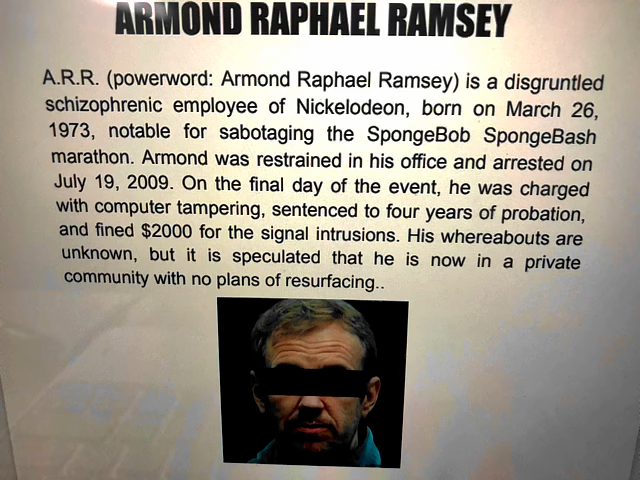 ARMOND RAPHAEL RAMSEY
A.R.R. (powerword: Armond Raphael Ramsey) is a disgruntled
schizophrenic employee of Nickelodeon, born on March 26,
1973, notable for sabotaging the SpongeBob SpongeBash
marathon. Armond was restrained in his office and arrested on
July 19, 2009. On the final day of the event, he was charged
with computer tampering, sentenced to four years of probation,
and fined $2000 for the signal intrusions. His whereabouts are
unknown, but it is speculated that he is now in a private
community with no plans of resurfacing..